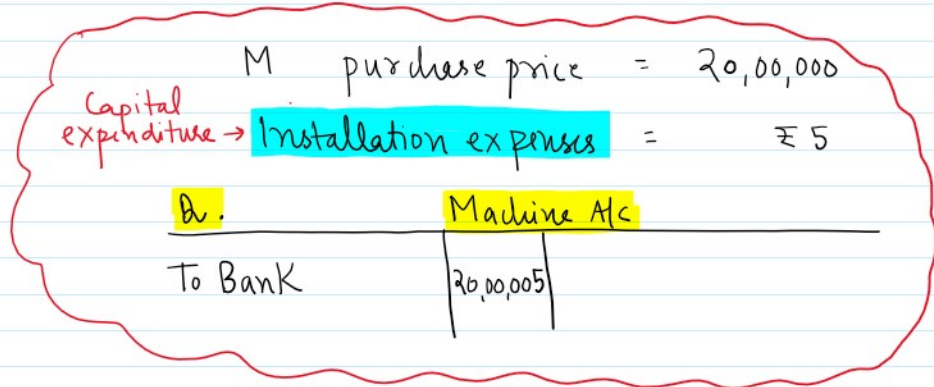 M purchase price = 20,00,000
Capital
expenditure → Installation expenses = ₹5
Dr. Machine A/c
To Bank 20,00,005